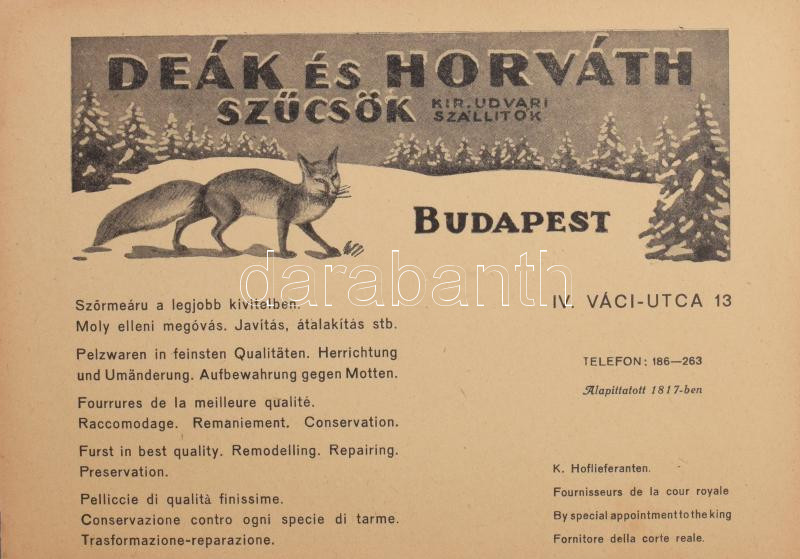 DEÁK ÉS HORVÁTH
SZŰCSÖK KIR. UDVARI
SZÁLLITÓK
BUDAPEST
darabanth
IV. VÁCI-UTCA 13
TELEFON: 186—263
Alapittatott 1817-ben
Szőrmeáru a legjobb kivitelben.
Moly elleni megóvás. Javítás, átalakítás stb.
Pelzwaren in feinsten Qualitäten. Herrichtung
und Umänderung. Aufbewahrung gegen Motten.
Fourrures de la meilleure qualité.
Raccomodage. Remaniement. Conservation.
Furst in best quality. Remodelling. Repairing.
Preservation.
Pelliccie di qualità finissime.
Conservazione contro ogni specie di tarme.
Trasformazione-reparazione.
K. Hoflieferanten.
Fournisseurs de la cour royale
By special appointment to the king
Fornitore della corte reale.